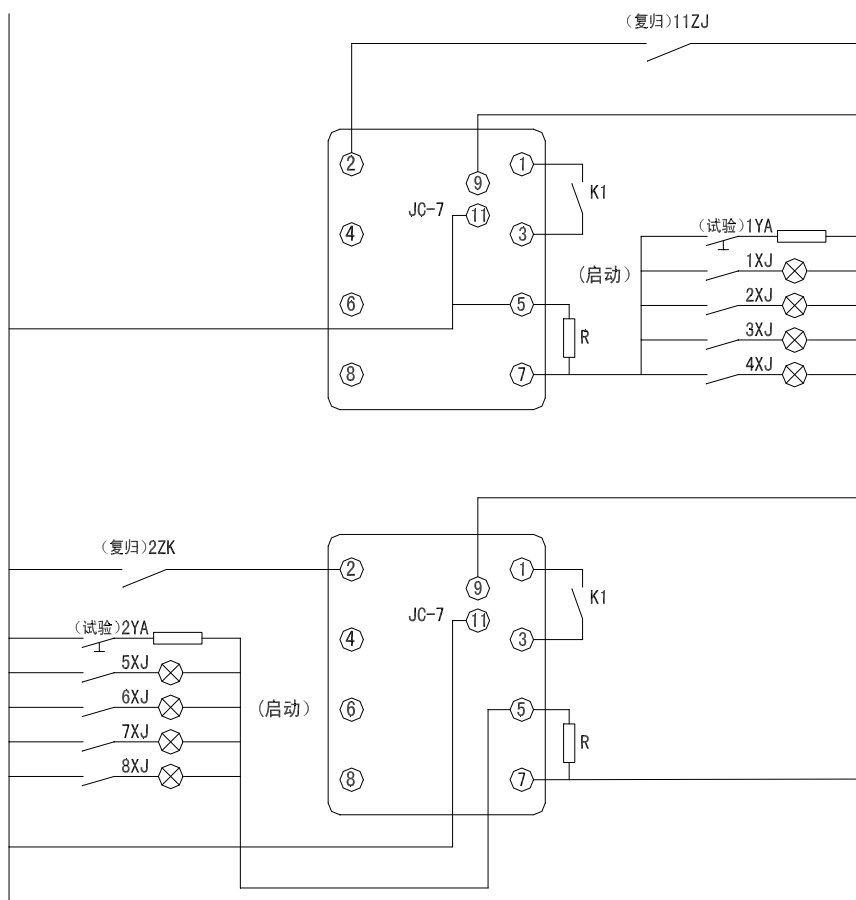 （复归）11ZJ
② ①
⑨ K1
JC-7 ⑪
④ ③
（试验）1YA
（启动） 1XJ
⑥ ⑤ 2XJ
R 3XJ
⑧ ⑦ 4XJ
（复归）2ZK
② ①
⑨ K1
JC-7 ⑪
（试验）2YA
④ ③
5XJ
6XJ
（启动） ⑥ ⑤
7XJ
R
8XJ
⑧ ⑦